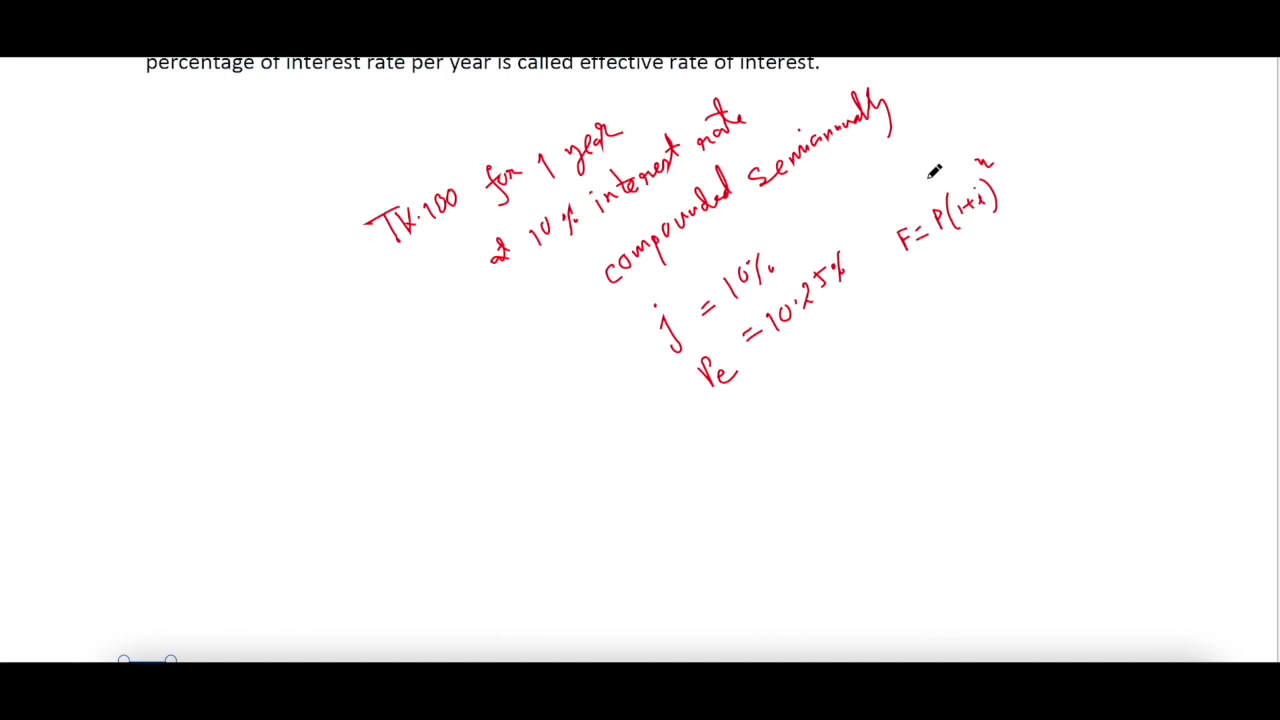 percentage of interest rate per year is called effective rate of interest.
TK.100 for 1 year
at 10% interest rate
compounded semiannually
j = 10%
re = 10.25%
F = P(1+i)^n